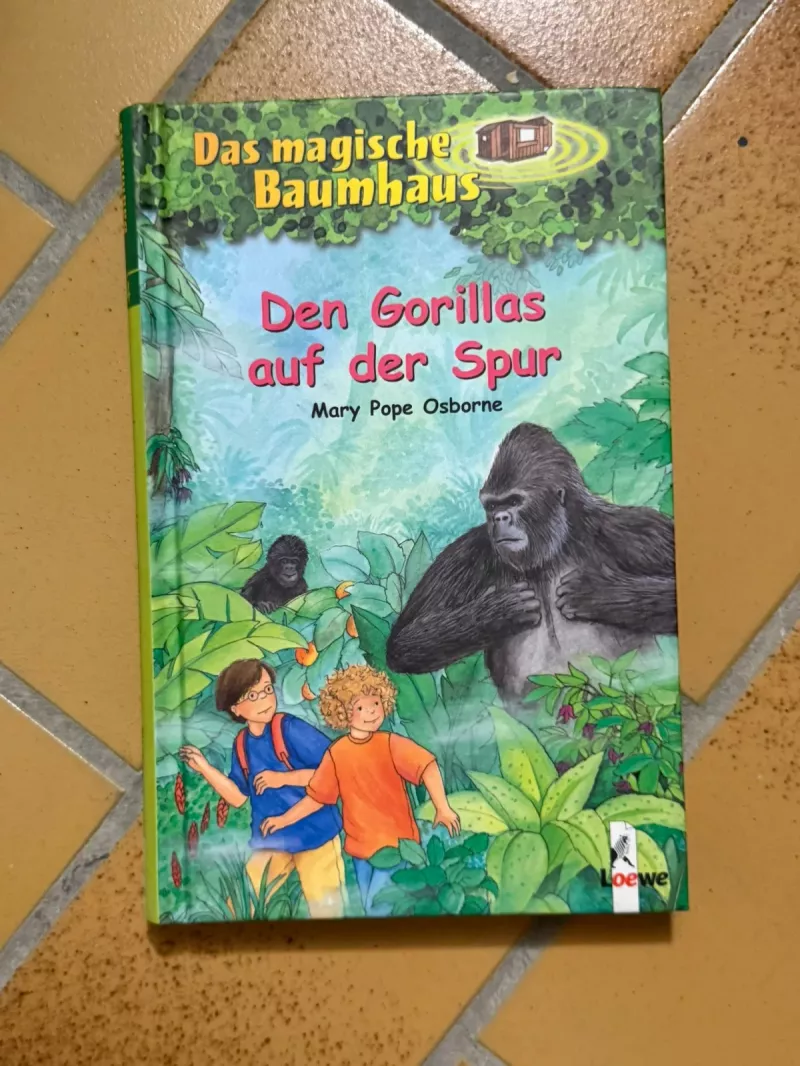 Das magische
Baumhaus
Den Gorillas
auf der Spur
Mary Pope Osborne
Loewe